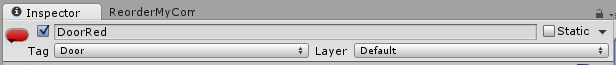 Inspector ReorderMyCom
DoorRed Static
Tag Door Layer Default